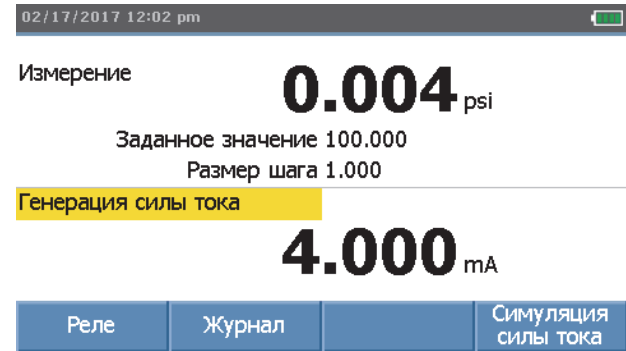 02/17/2017 12:02 pm
Измерение
0.004 psi
Заданное значение 100.000
Размер шага 1.000
Генерация силы тока
4.000 mA
Реле
Журнал
Симуляция
силы тока